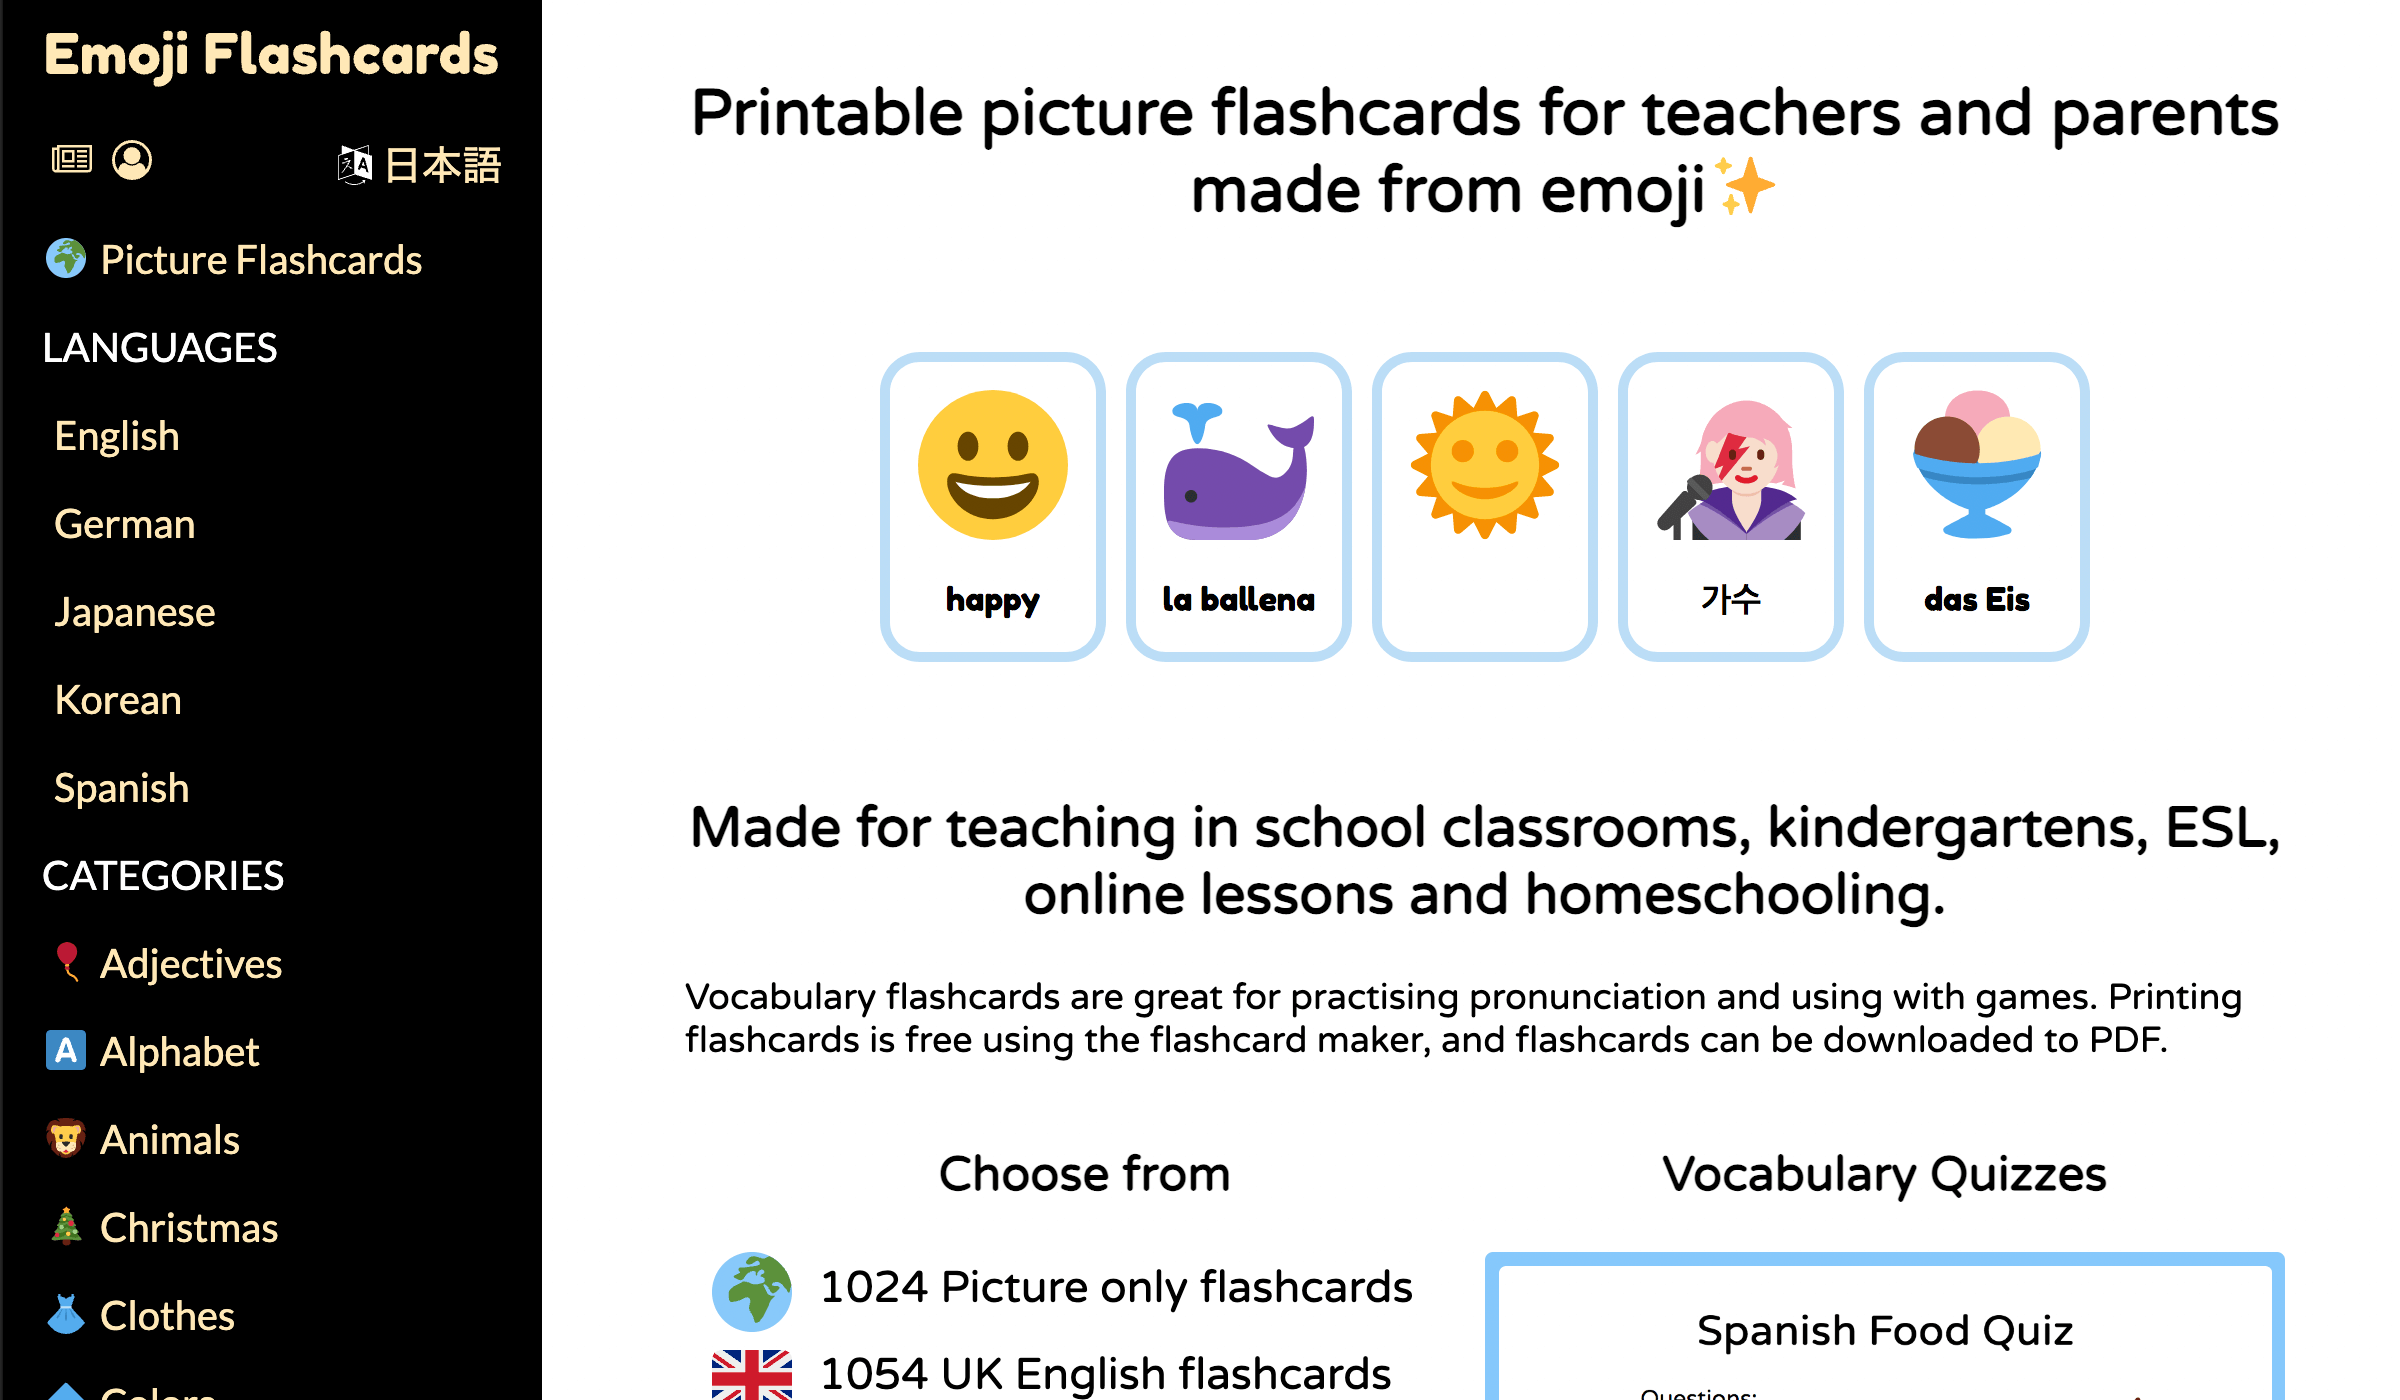 Emoji Flashcards
日本語
Picture Flashcards
LANGUAGES
English
German
Japanese
Korean
Spanish
CATEGORIES
Adjectives
Alphabet
Animals
Christmas
Clothes
Colors
Printable picture flashcards for teachers and parents
made from emoji
happy
la ballena
가수
das Eis
Made for teaching in school classrooms, kindergartens, ESL,
online lessons and homeschooling.
Vocabulary flashcards are great for practising pronunciation and using with games. Printing
flashcards is free using the flashcard maker, and flashcards can be downloaded to PDF.
Choose from
1024 Picture only flashcards
1054 UK English flashcards
Vocabulary Quizzes
Spanish Food Quiz
Questions: